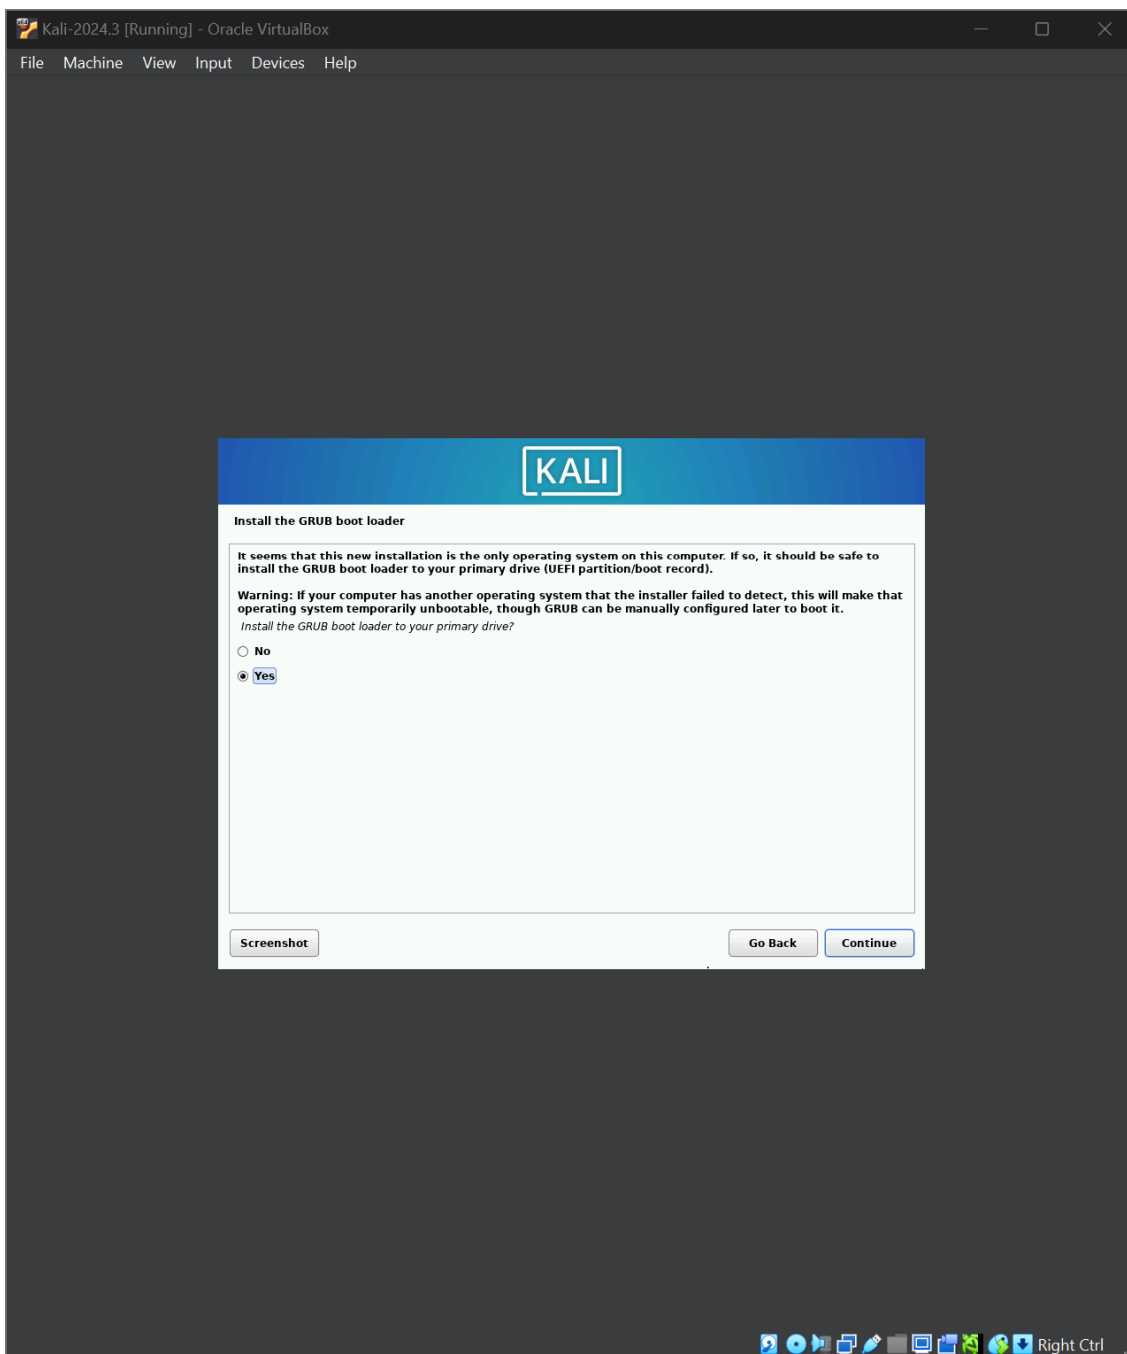 Kali-2024.3 [Running] - Oracle VirtualBox
File Machine View Input Devices Help
KALI
Install the GRUB boot loader
It seems that this new installation is the only operating system on this computer. If so, it should be safe to
install the GRUB boot loader to your primary drive (UEFI partition/boot record).
Warning: If your computer has another operating system that the installer failed to detect, this will make that
operating system temporarily unbootable, though GRUB can be manually configured later to boot it.
Install the GRUB boot loader to your primary drive?
No
Yes
Screenshot Go Back Continue
Right Ctrl